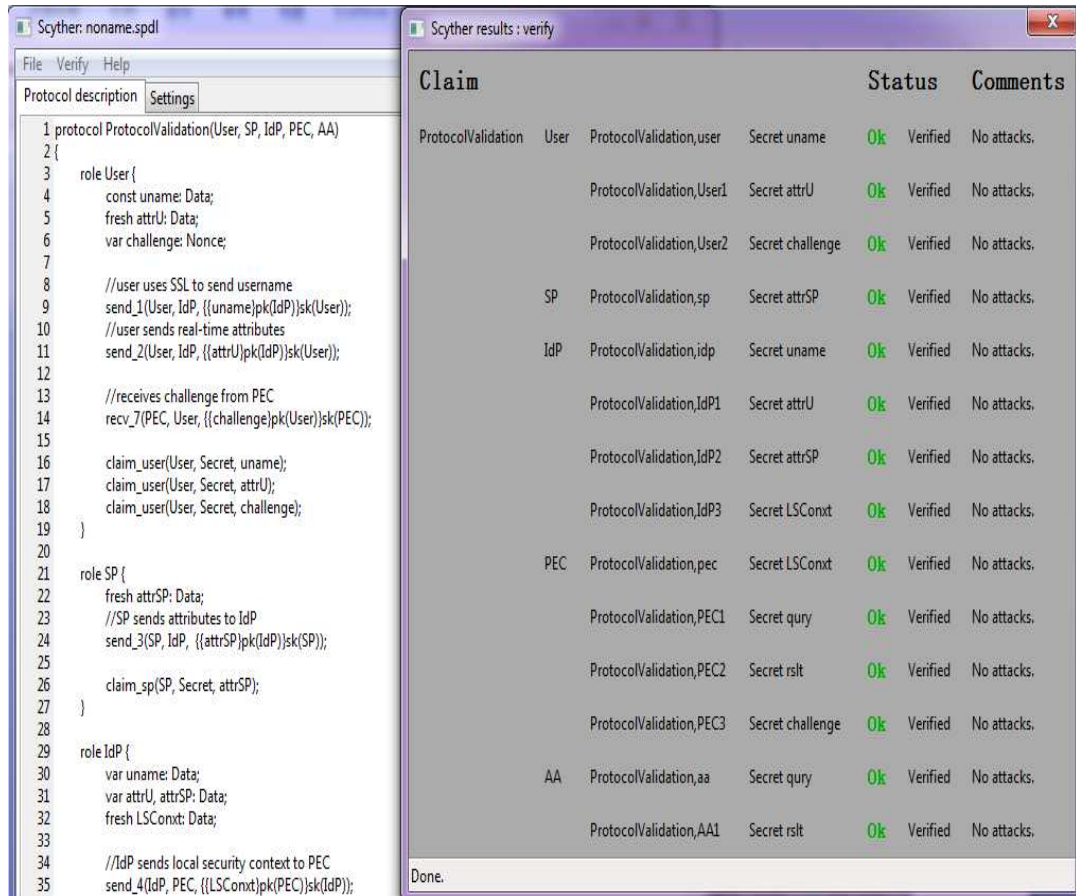 Scyther: noname.spdl
File Verify Help
Protocol description Settings
1 protocol ProtocolValidation(User, SP, IdP, PEC, AA)
2 {
3 role User {
4 const uname: Data;
5 fresh attrU: Data;
6 var challenge: Nonce;
7
8 //user uses SSL to send username
9 send_1(User, IdP, {{uname}pk(IdP)}sk(User));
10 //user sends real-time attributes
11 send_2(User, IdP, {{attrU}pk(IdP)}sk(User));
12
13 //receives challenge from PEC
14 recv_7(PEC, User, {{challenge}pk(User)}sk(PEC));
15
16 claim_user(User, Secret, uname);
17 claim_user(User, Secret, attrU);
18 claim_user(User, Secret, challenge);
19 }
20
21 role SP {
22 fresh attrSP: Data;
23 //SP sends attributes to IdP
24 send_3(SP, IdP, {{attrSP}pk(IdP)}sk(SP));
25
26 claim_sp(SP, Secret, attrSP);
27 }
28
29 role IdP {
30 var uname: Data;
31 var attrU, attrSP: Data;
32 fresh LSConxt: Data;
33
34 //IdP sends local security context to PEC
35 send_4(IdP, PEC, {{LSConxt}pk(PEC)}sk(IdP));
Scyther results : verify
X
Claim Status Comments
ProtocolValidation User ProtocolValidation,user Secret uname Ok Verified No attacks.
ProtocolValidation,User1 Secret attrU Ok Verified No attacks.
ProtocolValidation,User2 Secret challenge Ok Verified No attacks.
SP ProtocolValidation,sp Secret attrSP Ok Verified No attacks.
IdP ProtocolValidation,idp Secret uname Ok Verified No attacks.
ProtocolValidation,IdP1 Secret attrU Ok Verified No attacks.
ProtocolValidation,IdP2 Secret attrSP Ok Verified No attacks.
ProtocolValidation,IdP3 Secret LSConxt Ok Verified No attacks.
PEC ProtocolValidation,pec Secret LSConxt Ok Verified No attacks.
ProtocolValidation,PEC1 Secret qury Ok Verified No attacks.
ProtocolValidation,PEC2 Secret rslt Ok Verified No attacks.
ProtocolValidation,PEC3 Secret challenge Ok Verified No attacks.
AA ProtocolValidation,aa Secret qury Ok Verified No attacks.
ProtocolValidation,AA1 Secret rslt Ok Verified No attacks.
Done.